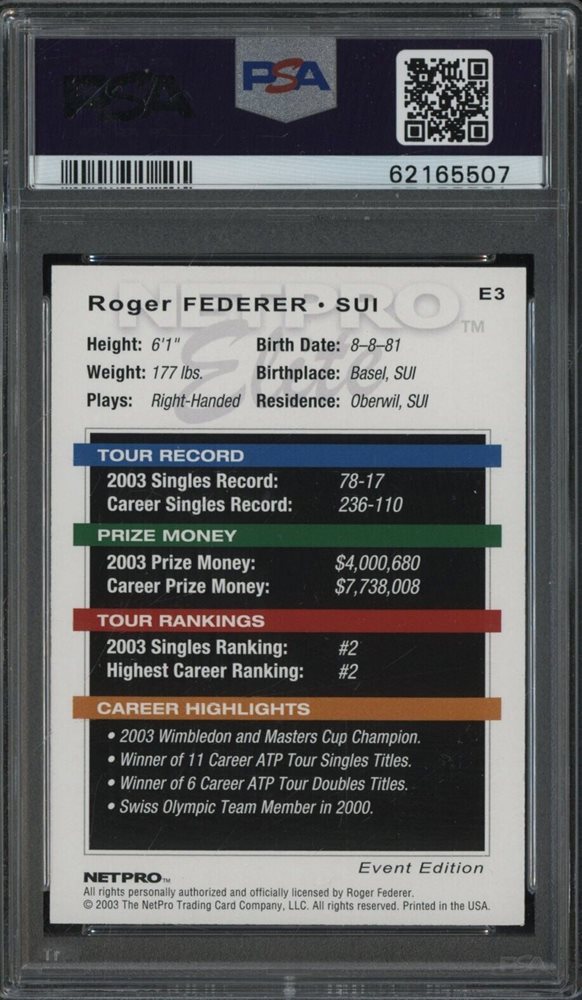 PSA
PSA
62165507
NETPRO
Elite
TM
Roger FEDERER • SUI
E3
Height: 6'1" Birth Date: 8–8–81
Weight: 177 lbs. Birthplace: Basel, SUI
Plays: Right-Handed Residence: Oberwil, SUI
TOUR RECORD
2003 Singles Record: 78-17
Career Singles Record: 236-110
PRIZE MONEY
2003 Prize Money: $4,000,680
Career Prize Money: $7,738,008
TOUR RANKINGS
2003 Singles Ranking: #2
Highest Career Ranking: #2
CAREER HIGHLIGHTS
• 2003 Wimbledon and Masters Cup Champion.
• Winner of 11 Career ATP Tour Singles Titles.
• Winner of 6 Career ATP Tour Doubles Titles.
• Swiss Olympic Team Member in 2000.
Event Edition
NETPRO™
All rights personally authorized and officially licensed by Roger Federer.
© 2003 The NetPro Trading Card Company, LLC. All rights reserved. Printed in the USA.
PSA